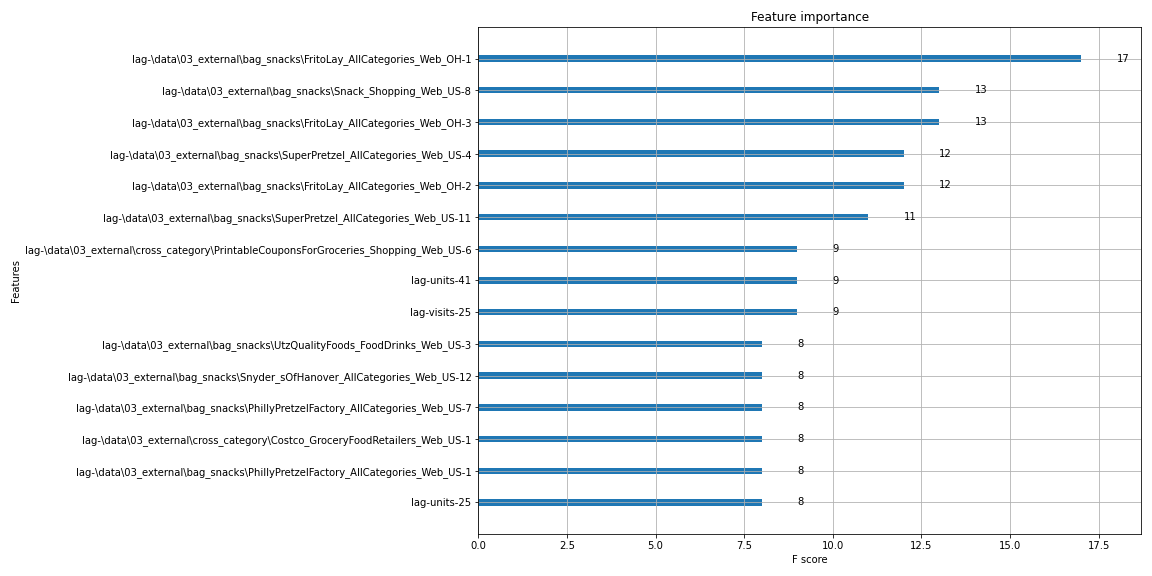 Feature importance
lag-\data\03_external\bag_snacks\FritoLay_AllCategories_Web_OH-1 17
lag-\data\03_external\bag_snacks\Snack_Shopping_Web_US-8 13
lag-\data\03_external\bag_snacks\FritoLay_AllCategories_Web_OH-3 13
lag-\data\03_external\bag_snacks\SuperPretzel_AllCategories_Web_US-4 12
lag-\data\03_external\bag_snacks\FritoLay_AllCategories_Web_OH-2 12
lag-\data\03_external\bag_snacks\SuperPretzel_AllCategories_Web_US-11 11
lag-\data\03_external\cross_category\PrintableCouponsForGroceries_Shopping_Web_US-6 9
lag-units-41 9
lag-visits-25 9
lag-\data\03_external\bag_snacks\UtzQualityFoods_FoodDrinks_Web_US-3 8
lag-\data\03_external\bag_snacks\Snyder_sOfHanover_AllCategories_Web_US-12 8
lag-\data\03_external\bag_snacks\PhillyPretzelFactory_AllCategories_Web_US-7 8
lag-\data\03_external\cross_category\Costco_GroceryFoodRetailers_Web_US-1 8
lag-\data\03_external\bag_snacks\PhillyPretzelFactory_AllCategories_Web_US-1 8
lag-units-25 8
Features
0.0 2.5 5.0 7.5 10.0 12.5 15.0 17.5
F score